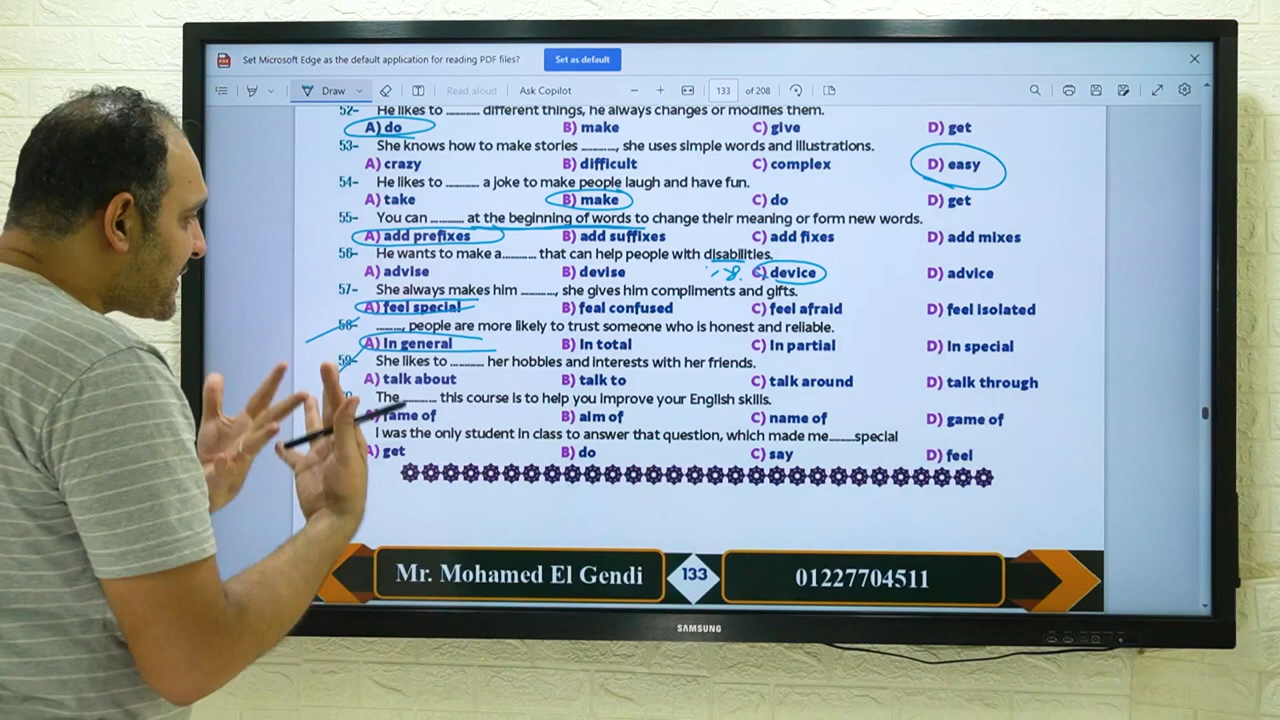 Set Microsoft Edge as the default application for reading PDF files? Set as default
Draw Read aloud Ask Copilot 133 of 208
52- He likes to ............ different things, he always changes or modifies them.
A) do B) make C) give D) get
53- She knows how to make stories ............, she uses simple words and illustrations.
A) crazy B) difficult C) complex D) easy
54- He likes to ............ a joke to make people laugh and have fun.
A) take B) make C) do D) get
55- You can ............ at the beginning of words to change their meaning or form new words.
A) add prefixes B) add suffixes C) add fixes D) add mixes
56- He wants to make a............ that can help people with disabilities.
A) advise B) devise C) device D) advice
57- She always makes him ............, she gives him compliments and gifts.
A) feel special B) feal confused C) feel afraid D) feel isolated
58- ............, people are more likely to trust someone who is honest and reliable.
A) In general B) In total C) In partial D) In special
59- She likes to ............ her hobbies and interests with her friends.
A) talk about B) talk to C) talk around D) talk through
The ............ this course is to help you improve your English skills.
A) fame of B) aim of C) name of D) game of
I was the only student in class to answer that question, which made me.........special
A) get B) do C) say D) feel
Mr. Mohamed El Gendi 133 01227704511
SAMSUNG